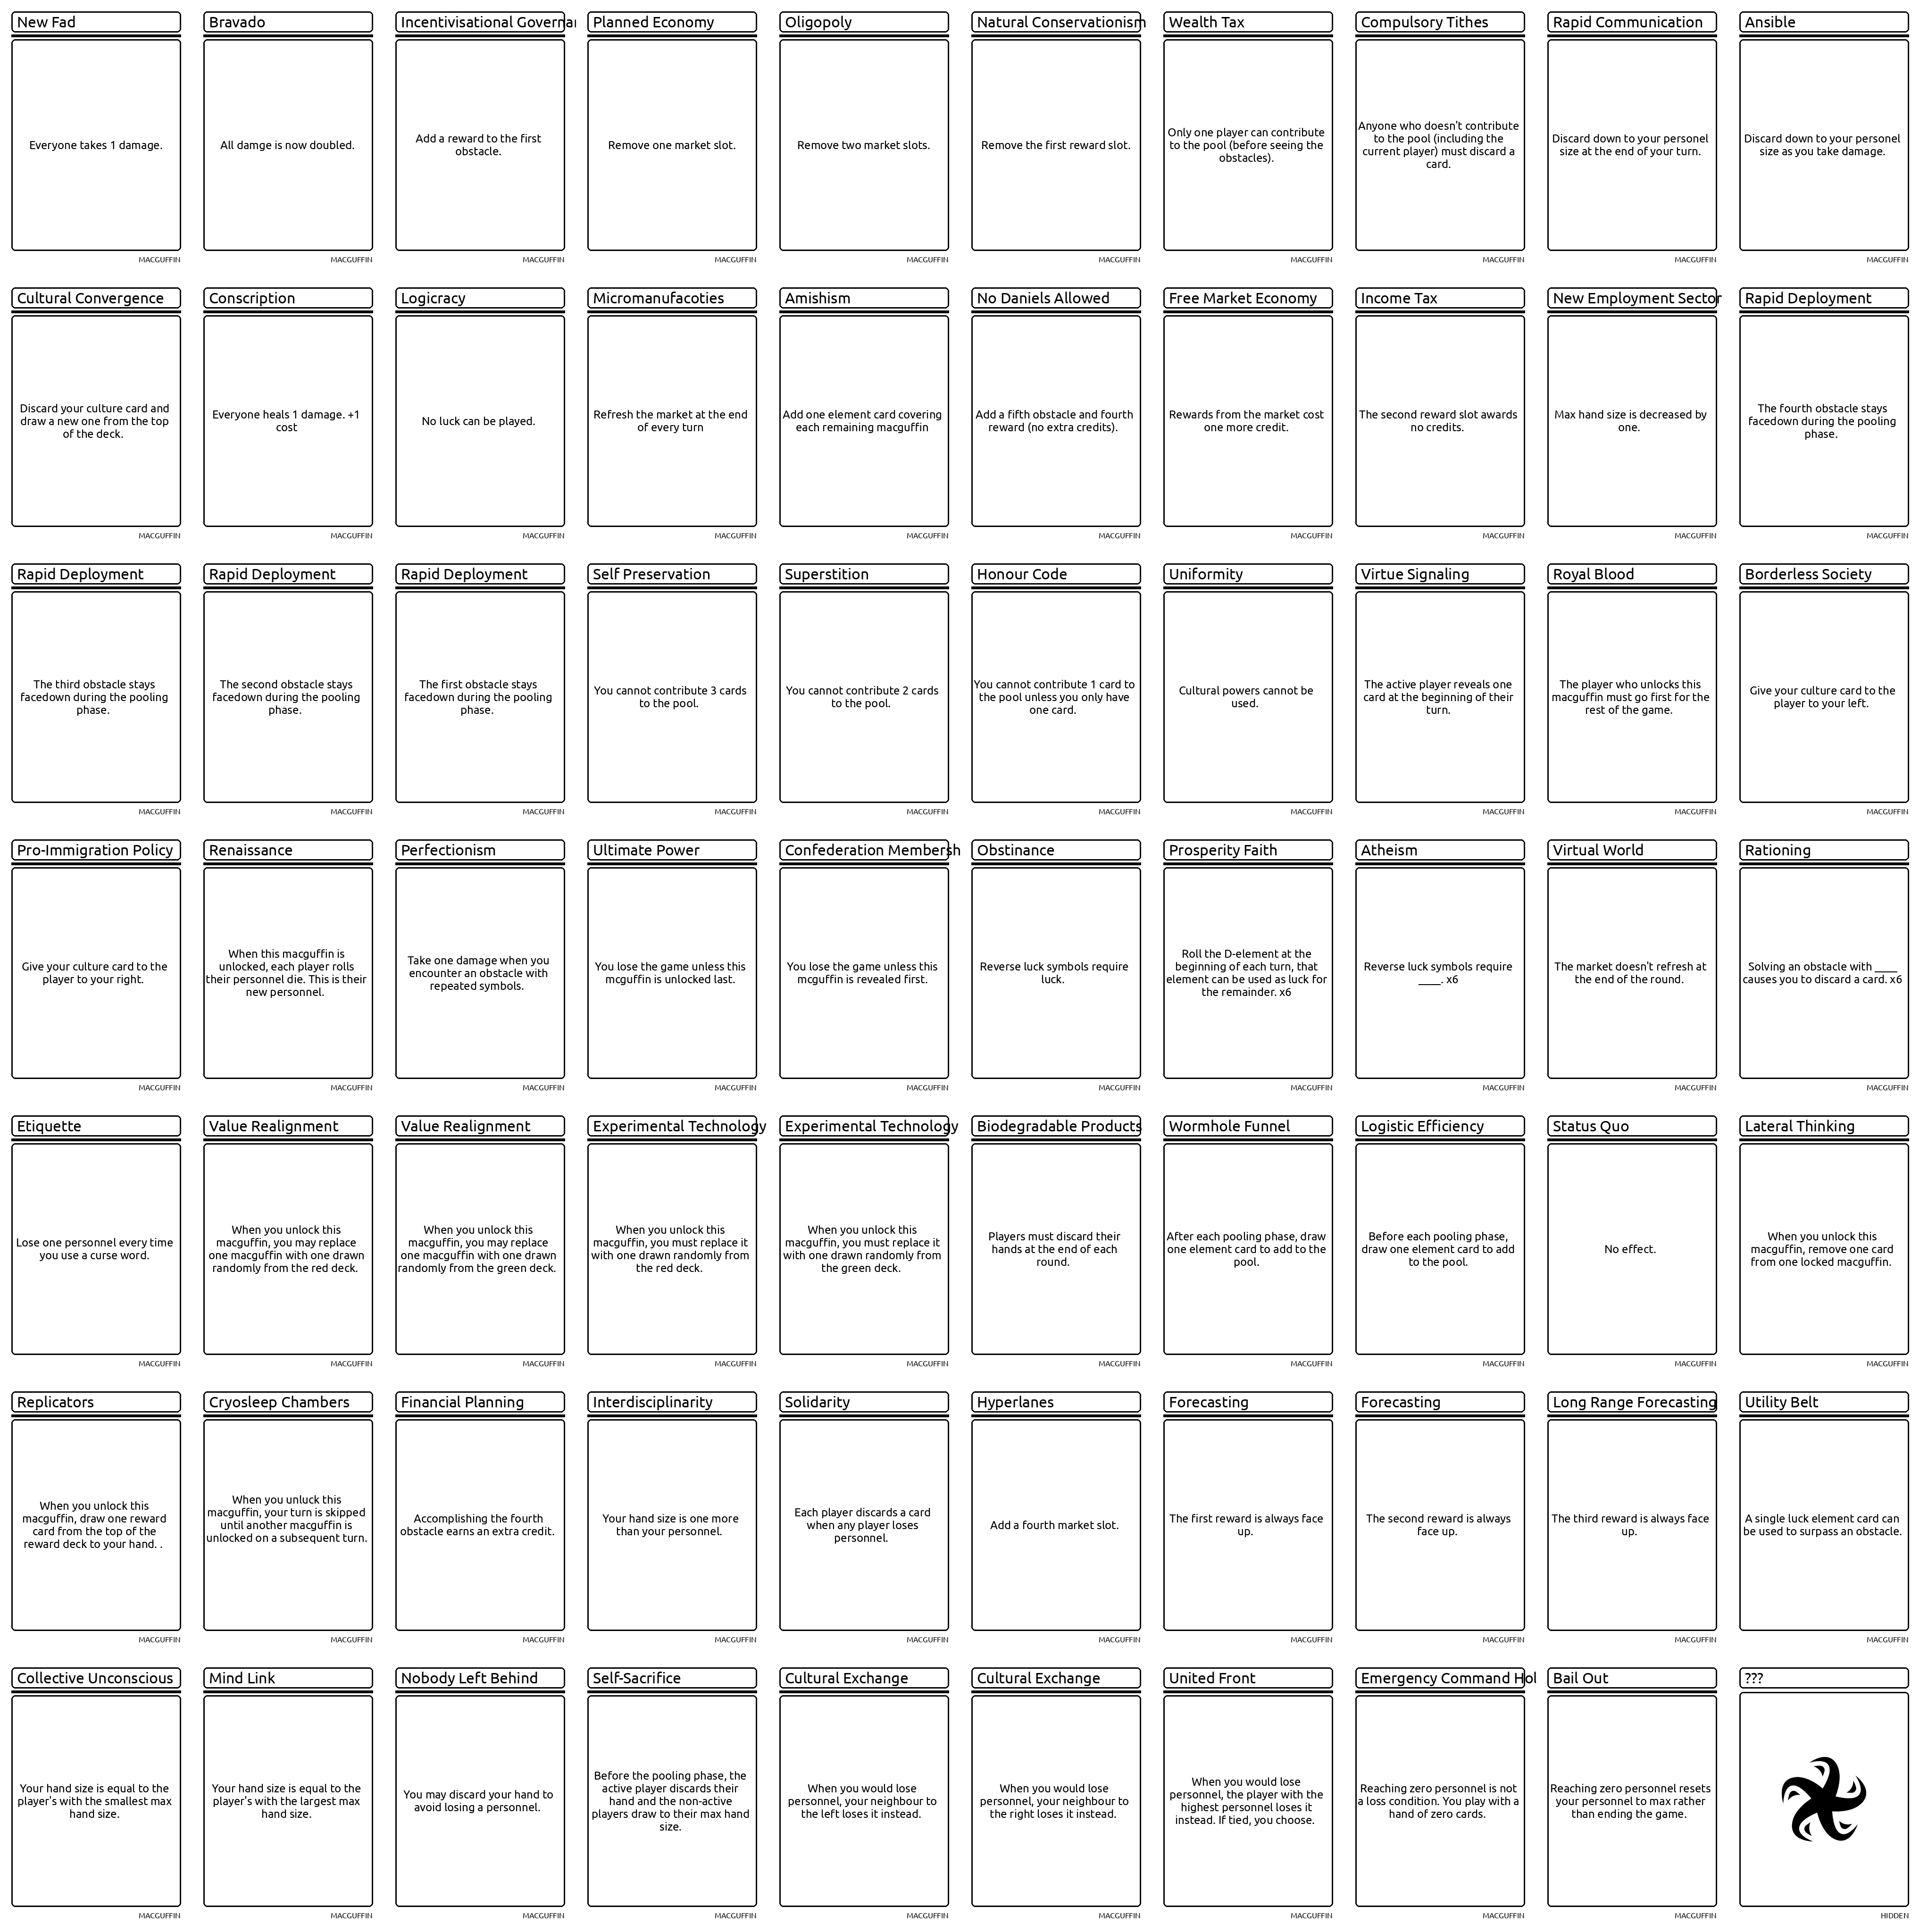 New Fad
Everyone takes 1 damage.
MACGUFFIN
Bravado
All damge is now doubled.
MACGUFFIN
Incentivisational Governa
Add a reward to the first
obstacle.
MACGUFFIN
Planned Economy
Remove one market slot.
MACGUFFIN
Oligopoly
Remove two market slots.
MACGUFFIN
Natural Conservationism
Remove the first reward slot.
MACGUFFIN
Wealth Tax
Only one player can contribute
to the pool (before seeing the
obstacles).
MACGUFFIN
Compulsory Tithes
Anyone who doesn't contribute
to the pool (including the
current player) must discard a
card.
MACGUFFIN
Rapid Communication
Discard down to your personel
size at the end of your turn.
MACGUFFIN
Ansible
Discard down to your personel
size as you take damage.
MACGUFFIN
Cultural Convergence
Discard your culture card and
draw a new one from the top
of the deck.
MACGUFFIN
Conscription
Everyone heals 1 damage. +1
cost
MACGUFFIN
Logicracy
No luck can be played.
MACGUFFIN
Micromanufacoties
Refresh the market at the end
of every turn
MACGUFFIN
Amishism
Add one element card covering
each remaining macguffin
MACGUFFIN
No Daniels Allowed
Add a fifth obstacle and fourth
reward (no extra credits).
MACGUFFIN
Free Market Economy
Rewards from the market cost
one more credit.
MACGUFFIN
Income Tax
The second reward slot awards
no credits.
MACGUFFIN
New Employment Sector
Max hand size is decreased by
one.
MACGUFFIN
Rapid Deployment
The fourth obstacle stays
facedown during the pooling
phase.
MACGUFFIN
Rapid Deployment
The third obstacle stays
facedown during the pooling
phase.
MACGUFFIN
Rapid Deployment
The second obstacle stays
facedown during the pooling
phase.
MACGUFFIN
Rapid Deployment
The first obstacle stays
facedown during the pooling
phase.
MACGUFFIN
Self Preservation
You cannot contribute 3 cards
to the pool.
MACGUFFIN
Superstition
You cannot contribute 2 cards
to the pool.
MACGUFFIN
Honour Code
You cannot contribute 1 card to
the pool unless you only have
one card.
MACGUFFIN
Uniformity
Cultural powers cannot be
used.
MACGUFFIN
Virtue Signaling
The active player reveals one
card at the beginning of their
turn.
MACGUFFIN
Royal Blood
The player who unlocks this
macguffin must go first for the
rest of the game.
MACGUFFIN
Borderless Society
Give your culture card to the
player to your left.
MACGUFFIN
Pro-Immigration Policy
Give your culture card to the
player to your right.
MACGUFFIN
Renaissance
When this macguffin is
unlocked, each player rolls
their personnel die. This is their
new personnel.
MACGUFFIN
Perfectionism
Take one damage when you
encounter an obstacle with
repeated symbols.
MACGUFFIN
Ultimate Power
You lose the game unless this
mcguffin is unlocked last.
MACGUFFIN
Confederation Membersh
You lose the game unless this
mcguffin is revealed first.
MACGUFFIN
Obstinance
Reverse luck symbols require
luck.
MACGUFFIN
Prosperity Faith
Roll the D-element at the
beginning of each turn, that
element can be used as luck for
the remainder. x6
MACGUFFIN
Atheism
Reverse luck symbols require
____. x6
MACGUFFIN
Virtual World
The market doesn't refresh at
the end of the round.
MACGUFFIN
Rationing
Solving an obstacle with ____
causes you to discard a card. x6
MACGUFFIN
Etiquette
Lose one personnel every time
you use a curse word.
MACGUFFIN
Value Realignment
When you unlock this
macguffin, you may replace
one macguffin with one drawn
randomly from the red deck.
MACGUFFIN
Value Realignment
When you unlock this
macguffin, you may replace
one macguffin with one drawn
randomly from the green deck.
MACGUFFIN
Experimental Technology
When you unlock this
macguffin, you must replace it
with one drawn randomly from
the red deck.
MACGUFFIN
Experimental Technology
When you unlock this
macguffin, you must replace it
with one drawn randomly from
the green deck.
MACGUFFIN
Biodegradable Products
Players must discard their
hands at the end of each
round.
MACGUFFIN
Wormhole Funnel
After each pooling phase, draw
one element card to add to the
pool.
MACGUFFIN
Logistic Efficiency
Before each pooling phase,
draw one element card to add
to the pool.
MACGUFFIN
Status Quo
No effect.
MACGUFFIN
Lateral Thinking
When you unlock this
macguffin, remove one card
from one locked macguffin.
MACGUFFIN
Replicators
When you unlock this
macguffin, draw one reward
card from the top of the
reward deck to your hand. .
MACGUFFIN
Cryosleep Chambers
When you unluck this
macguffin, your turn is skipped
until another macguffin is
unlocked on a subsequent turn.
MACGUFFIN
Financial Planning
Accomplishing the fourth
obstacle earns an extra credit.
MACGUFFIN
Interdisciplinarity
Your hand size is one more
than your personnel.
MACGUFFIN
Solidarity
Each player discards a card
when any player loses
personnel.
MACGUFFIN
Hyperlanes
Add a fourth market slot.
MACGUFFIN
Forecasting
The first reward is always face
up.
MACGUFFIN
Forecasting
The second reward is always
face up.
MACGUFFIN
Long Range Forecasting
The third reward is always face
up.
MACGUFFIN
Utility Belt
A single luck element card can
be used to surpass an obstacle.
MACGUFFIN
Collective Unconscious
Your hand size is equal to the
player's with the smallest max
hand size.
MACGUFFIN
Mind Link
Your hand size is equal to the
player's with the largest max
hand size.
MACGUFFIN
Nobody Left Behind
You may discard your hand to
avoid losing a personnel.
MACGUFFIN
Self-Sacrifice
Before the pooling phase, the
active player discards their
hand and the non-active
players draw to their max hand
size.
MACGUFFIN
Cultural Exchange
When you would lose
personnel, your neighbour to
the left loses it instead.
MACGUFFIN
Cultural Exchange
When you would lose
personnel, your neighbour to
the right loses it instead.
MACGUFFIN
United Front
When you would lose
personnel, the player with the
highest personnel loses it
instead. If tied, you choose.
MACGUFFIN
Emergency Command Hol
Reaching zero personnel is not
a loss condition. You play with a
hand of zero cards.
MACGUFFIN
Bail Out
Reaching zero personnel resets
your personnel to max rather
than ending the game.
MACGUFFIN
???
HIDDEN